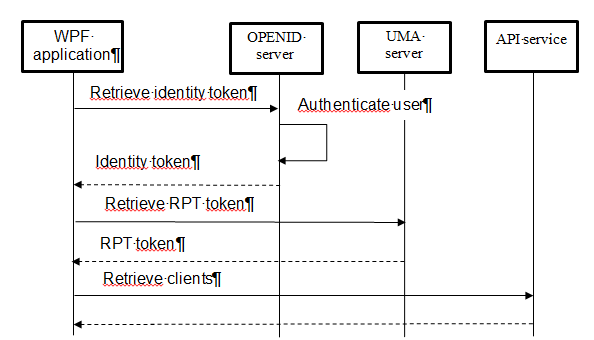 WPF
application¶
OPENID
server
UMA
server
API service
Retrieve identity token¶
Authenticate user¶
Identity token¶
Retrieve RPT token¶
RPT token¶
Retrieve clients¶